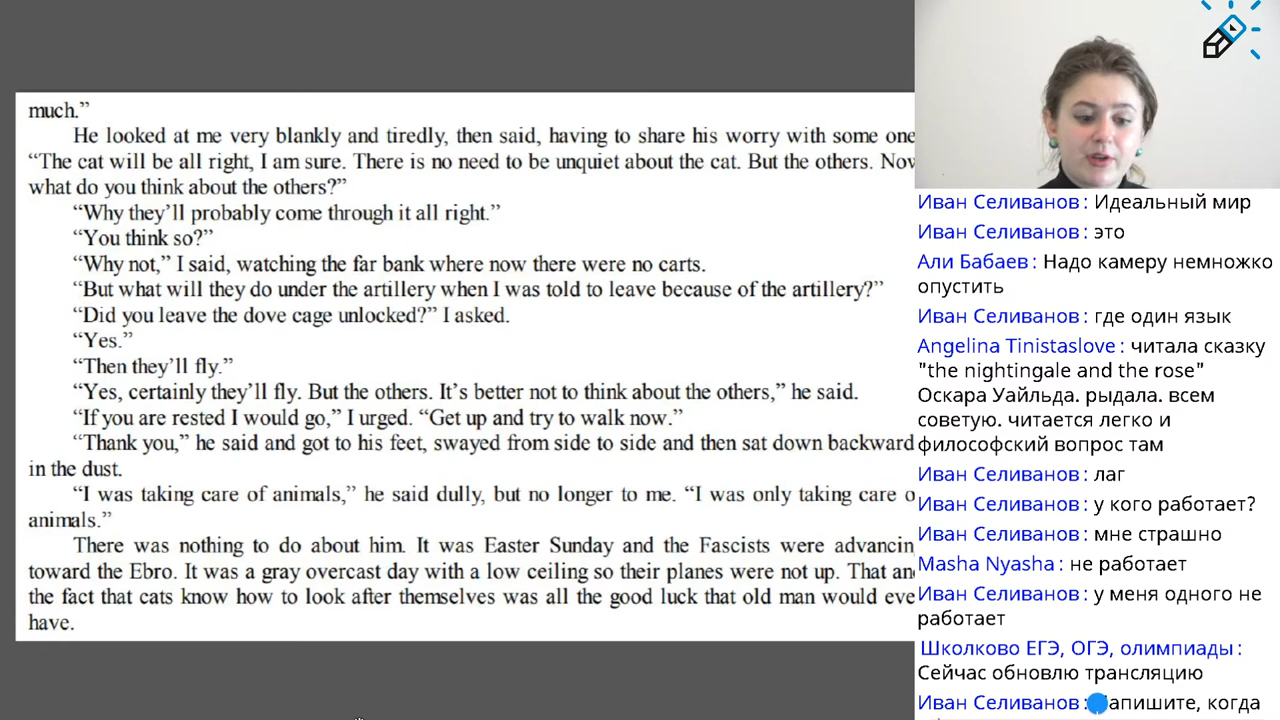 much.”
He looked at me very blankly and tiredly, then said, having to share his worry with some one
“The cat will be all right, I am sure. There is no need to be unquiet about the cat. But the others.
what do you think about the others?”
“Why they’ll probably come through it all right.”
“You think so?”
“Why not,” I said, watching the far bank where now there were no carts.
“But what will they do under the artillery when I was told to leave because of the artillery?”
“Did you leave the dove cage unlocked?” I asked.
“Yes.”
“Then they’ll fly.”
“Yes, certainly they’ll fly. But the others. It’s better not to think about the others,” he said.
“If you are rested I would go,” I urged. “Get up and try to walk now.”
“Thank you,” he said and got to his feet, swayed from side to side and then sat down backward
in the dust.
“I was taking care of animals,” he said dully, but no longer to me. “I was only taking care
animals.”
There was nothing to do about him. It was Easter Sunday and the Fascists were
toward the Ebro. It was a gray overcast day with a low ceiling so their planes were not up. That
the fact that cats know how to look after themselves was all the good luck that old man would
have.
Иван Селиванов: Идеальный мир
Иван Селиванов: это
Али Бабаев: Надо камеру немножко
опустить
Иван Селиванов: где один язык
Angelina Tinistaslove: читала сказку
"the nightingale and the rose"
Оскара Уайльда. рыдала. всем
советую. читается легко и
философский вопрос там
Иван Селиванов: лаг
Иван Селиванов: у кого работает?
Иван Селиванов: мне страшно
Masha Nyasha: не работает
Иван Селиванов: у меня одного не
работает
Школково ЕГЭ, ОГЭ, олимпиады:
Сейчас обновлю трансляцию
Иван Селиванов: когда